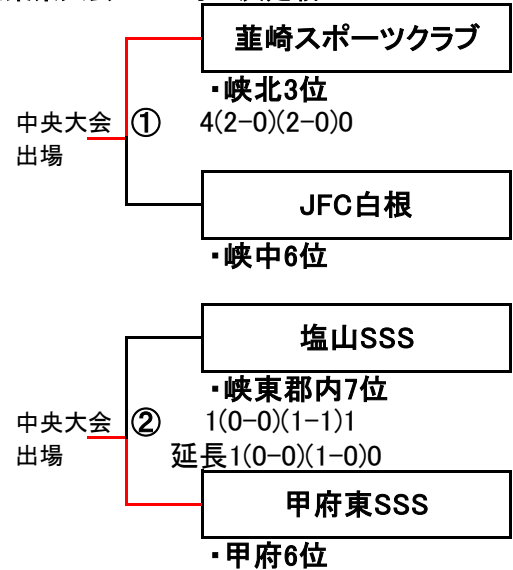 韮崎スポーツクラブ
・峡北3位
中央大会
出場
①
4(2-0)(2-0)0
JFC白根
・峡中6位
塩山SSS
・峡東郡内7位
中央大会
出場
②
1(0-0)(1-1)1
延長1(0-0)(1-0)0
甲府東SSS
・甲府6位